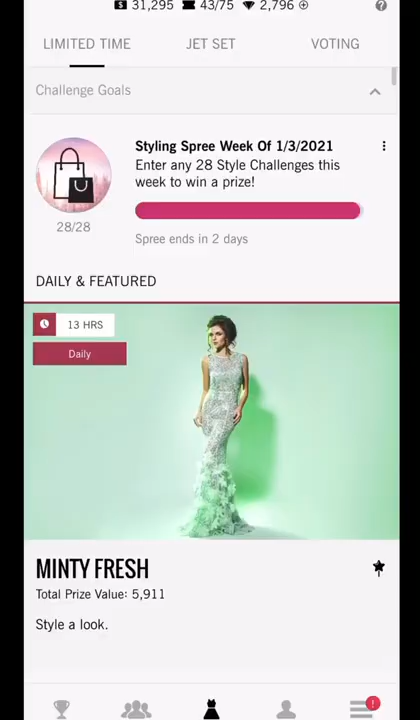 31,295 43/75 2,796
LIMITED TIME JET SET VOTING
Challenge Goals
Styling Spree Week Of 1/3/2021
Enter any 28 Style Challenges this
week to win a prize!
28/28
Spree ends in 2 days
DAILY & FEATURED
13 HRS
Daily
MINTY FRESH
Total Prize Value: 5,911
Style a look.